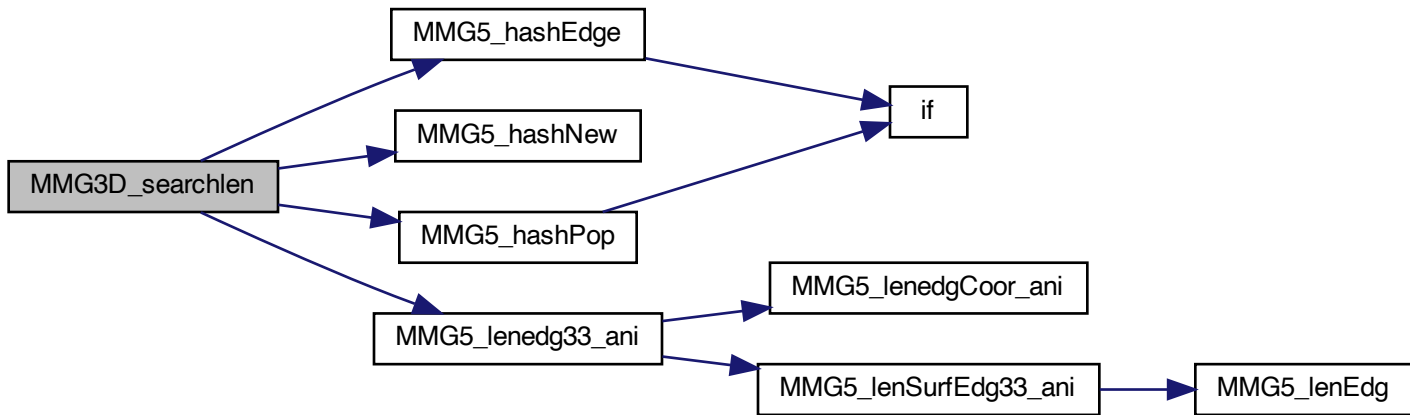 MMG5_hashEdge
if
MMG5_hashNew
MMG3D_searchlen
MMG5_hashPop
MMG5_lenedgCoor_ani
MMG5_lenedg33_ani
MMG5_lenSurfEdg33_ani
MMG5_lenEdg